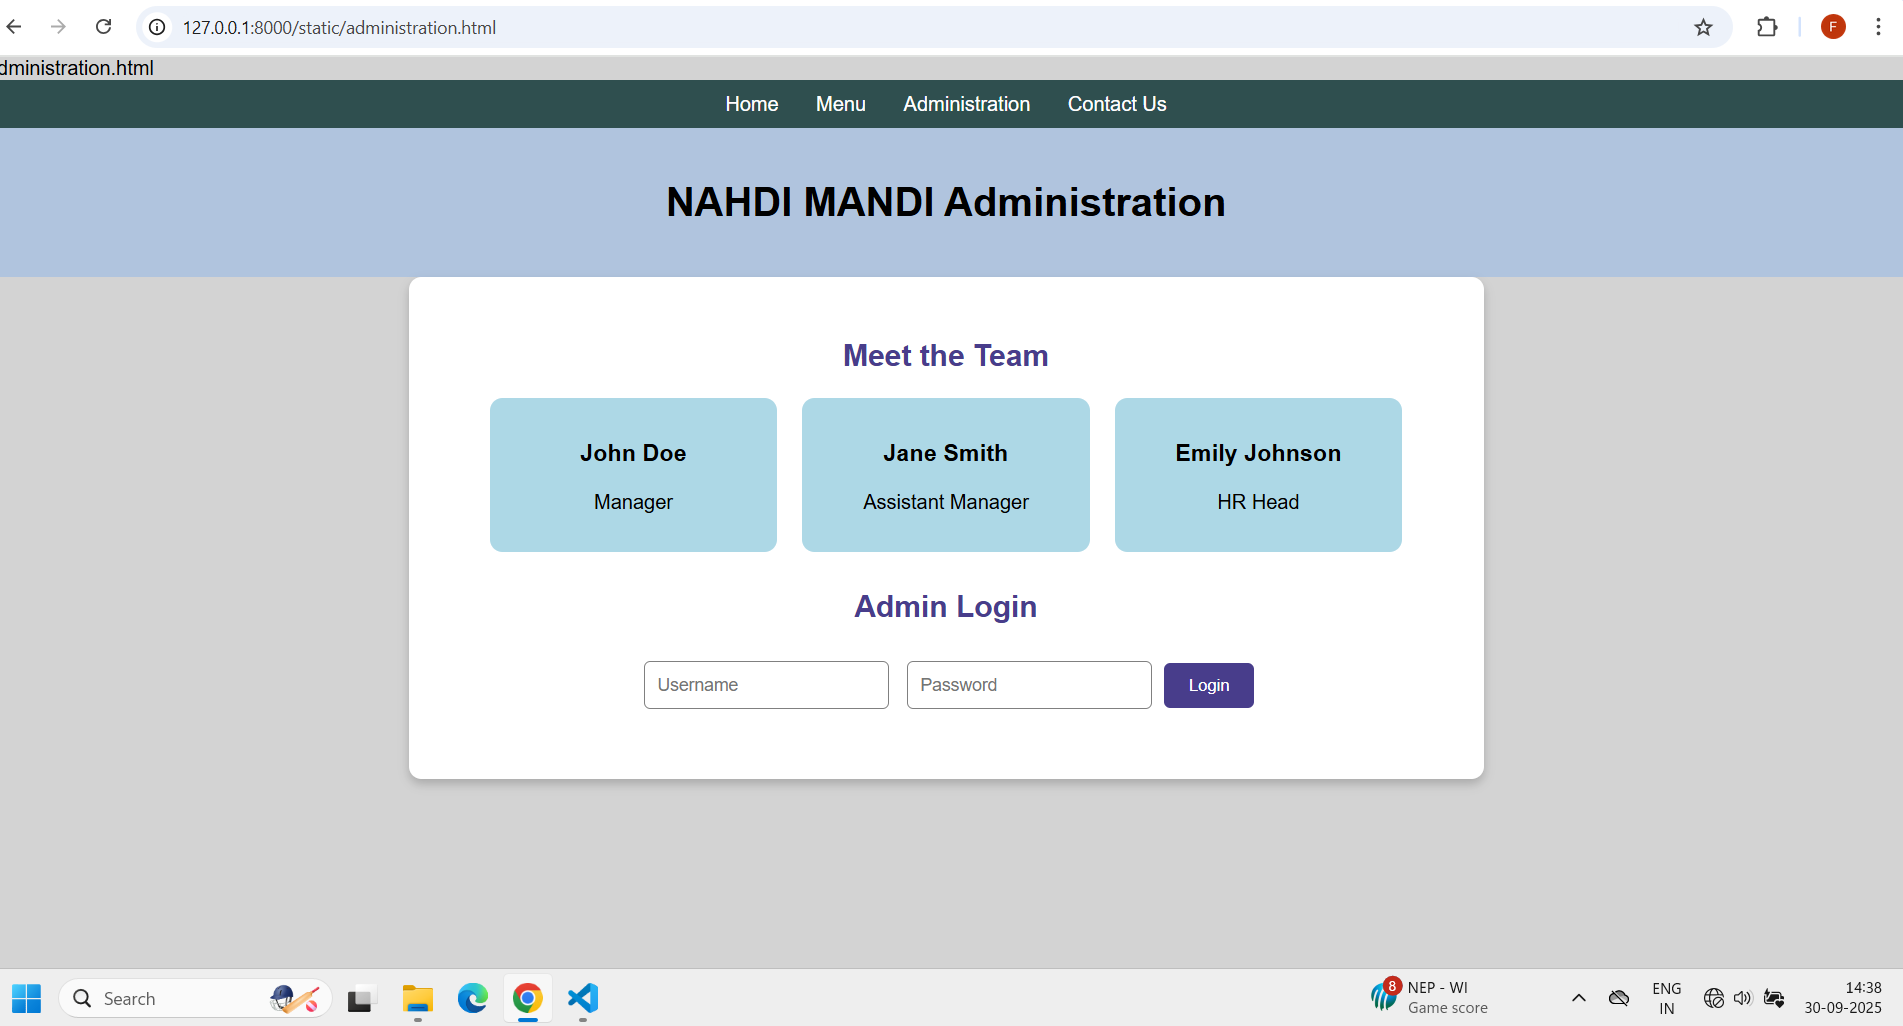 127.0.0.1:8000/static/administration.html
F
dministration.html
Home Menu Administration Contact Us
NAHDI MANDI Administration
Meet the Team
John Doe Jane Smith Emily Johnson
Manager Assistant Manager HR Head
Admin Login
Username Password Login
Search
8 NEP - WI
Game score
ENG
IN
14:38
30-09-2025